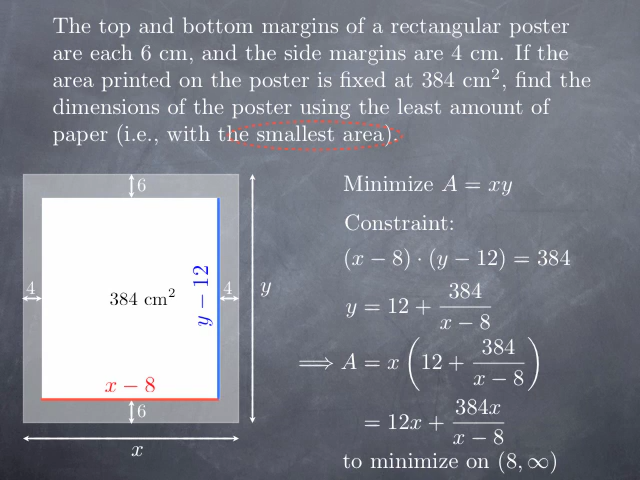 The top and bottom margins of a rectangular poster
are each 6 cm, and the side margins are 4 cm. If the
area printed on the poster is fixed at 384 cm², find the
dimensions of the poster using the least amount of
paper (i.e., with the smallest area).
6
4
384 cm²
y − 12
4
y
x − 8
6
x
Minimize A = xy
Constraint:
(x − 8) · (y − 12) = 384
y = 12 + 384/(x − 8)
⟹ A = x (12 + 384/(x − 8))
= 12x + 384x/(x − 8)
to minimize on (8, ∞)